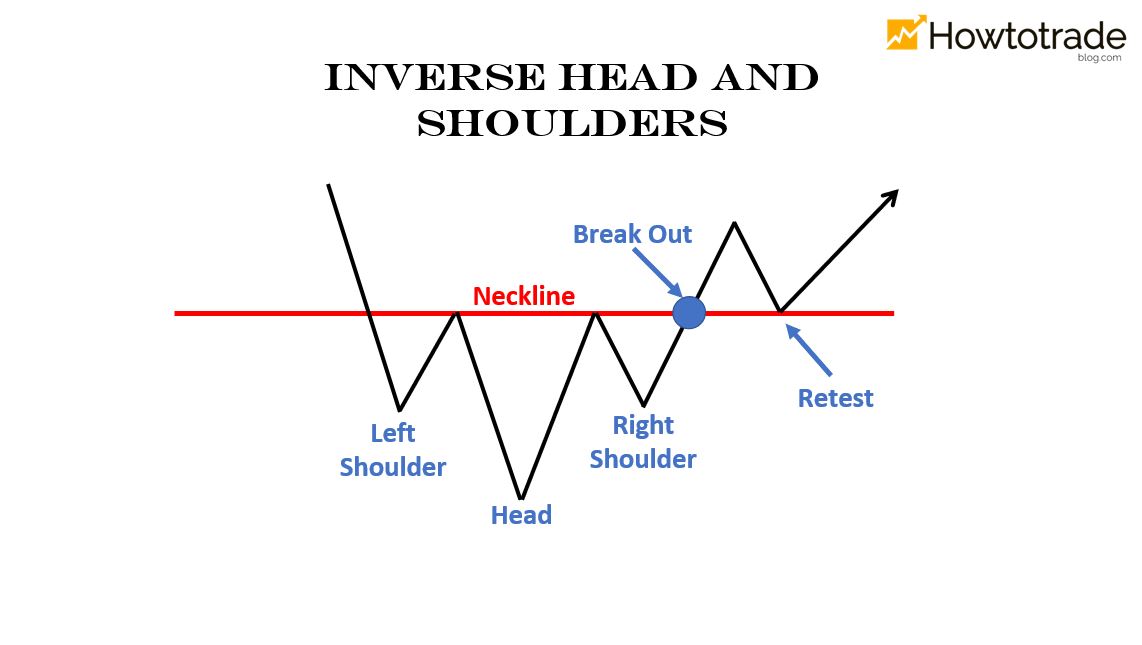 Howtotrade
blog.com
INVERSE HEAD AND
SHOULDERS
Break Out
Neckline
Retest
Left
Shoulder
Right
Shoulder
Head